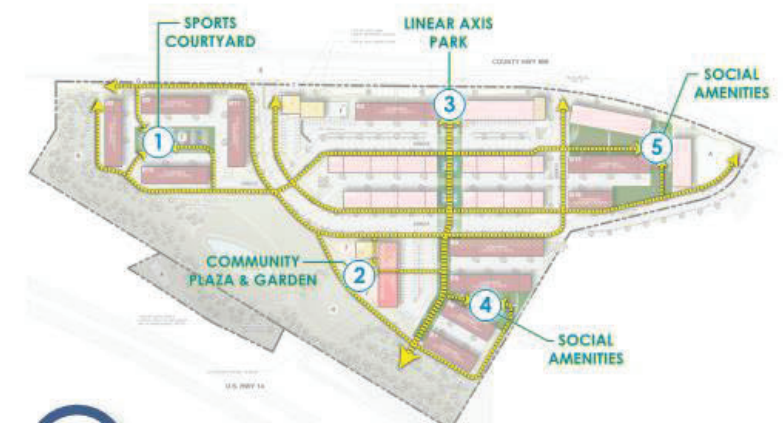 SPORTS
COURTYARD
LINEAR AXIS
PARK
COUNTY HWY MM
SOCIAL
AMENITIES
1
3
5
COMMUNITY
PLAZA & GARDEN
2
4
SOCIAL
AMENITIES
U.S. HWY 14